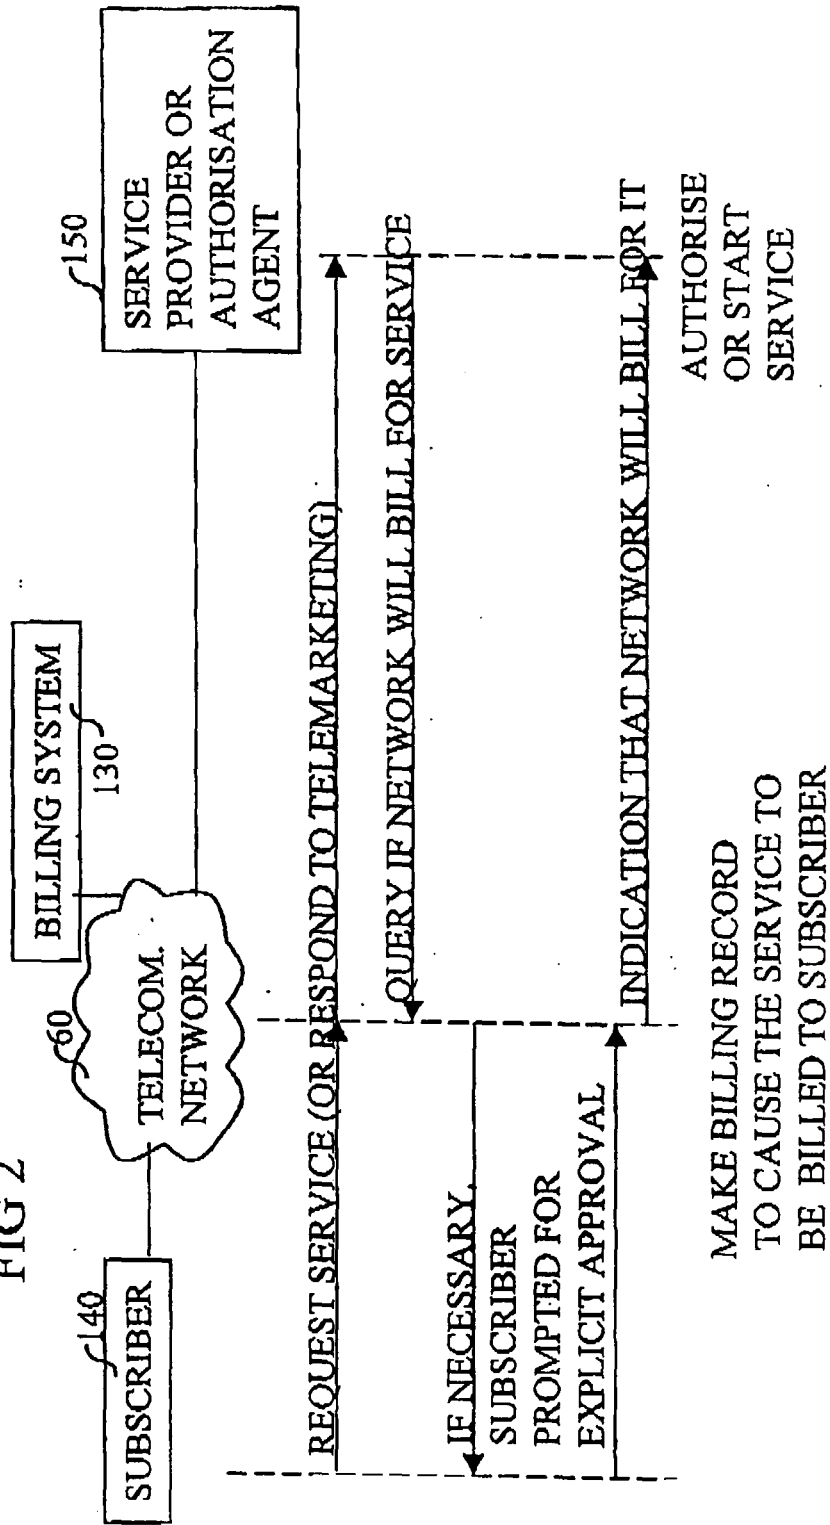 FIG 2
BILLING SYSTEM
130
60
TELECOM.
NETWORK
140
SUBSCRIBER
150
SERVICE
PROVIDER OR
AUTHORISATION
AGENT
REQUEST SERVICE (OR RESPOND TO TELEMARKETING)
QUERY IF NETWORK WILL BILL FOR SERVICE
IF NECESSARY,
SUBSCRIBER
PROMPTED FOR
EXPLICIT APPROVAL
INDICATION THAT NETWORK WILL BILL FOR IT
MAKE BILLING RECORD
TO CAUSE THE SERVICE TO
BE BILLED TO SUBSCRIBER
AUTHORISE
OR START
SERVICE